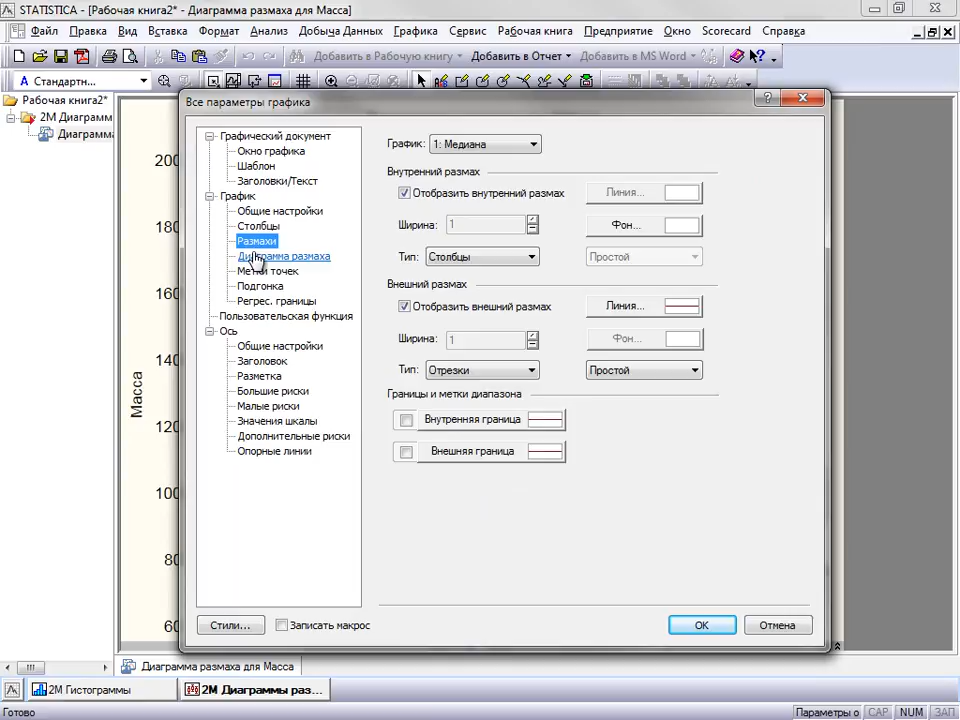 STATISTICA - [Рабочая книга2* - Диаграмма размаха для Масса]
Файл Правка Вид Вставка Формат Анализ Добыча Данных Графика Сервис Рабочая книга Предприятие Окно Scorecard Справка
Добавить в Рабочую книгу Добавить в Отчет Добавить в MS Word
Стандартн...
Рабочая книга2*
2М Диаграмм
Диаграмма
Все параметры графика
Графический документ
Окно графика
Шаблон
Заголовки/Текст
График
Общие настройки
Столбцы
Размахи
Диаграмма размаха
Метки точек
Подгонка
Регрес. границы
Пользовательская функция
Ось
Общие настройки
Заголовок
Разметка
Большие риски
Малые риски
Значения шкалы
Дополнительные риски
Опорные линии
График: 1: Медиана
Внутренний размах
Отобразить внутренний размах Линия...
Ширина: 1 Фон...
Тип: Столбцы Простой
Внешний размах
Отобразить внешний размах Линия...
Ширина: 1 Фон...
Тип: Отрезки Простой
Границы и метки диапазона
Внутренняя граница
Внешняя граница
Стили... Записать макрос OK Отмена
Масса
200
180
160
140
120
100
80
60
Диаграмма размаха для Масса
2М Гистограммы 2М Диаграммы раз...
Готово Параметры о CAP NUM ЗАП